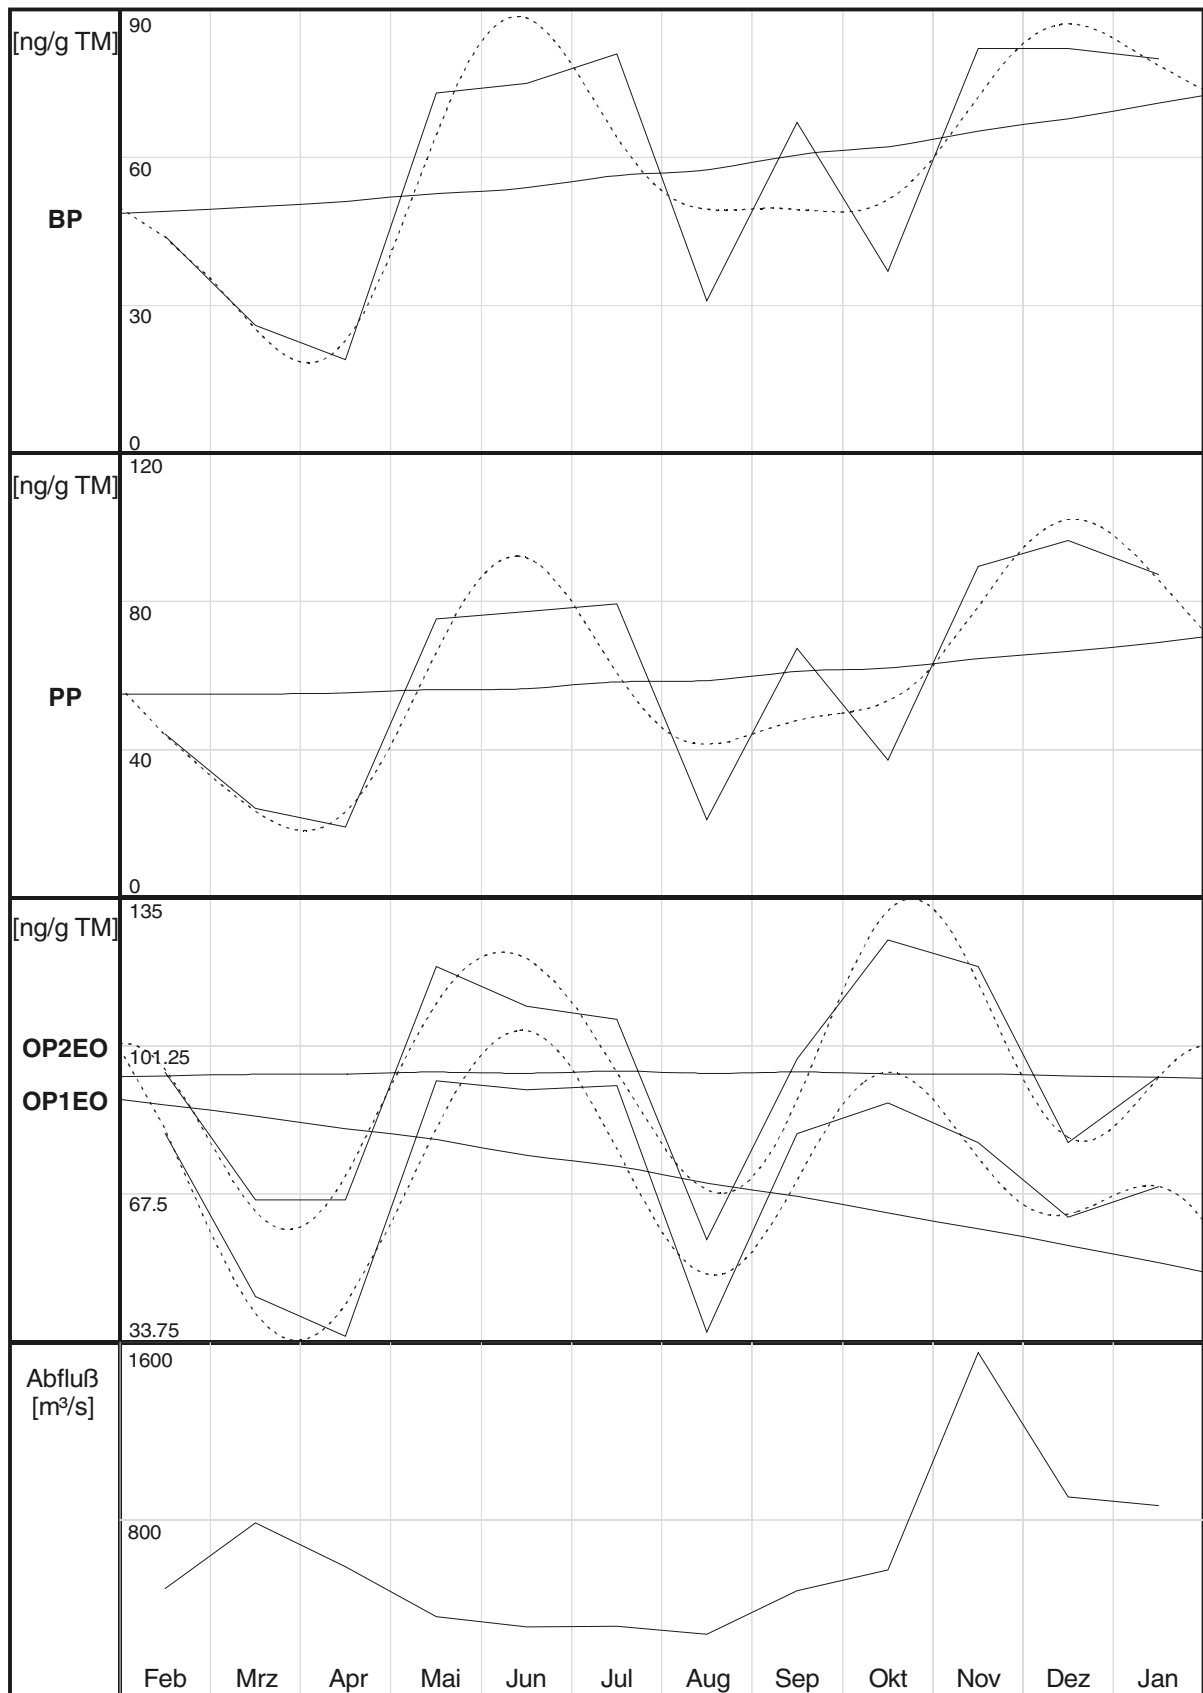 90
[ng/g TM]
60
BP
30
0
120
[ng/g TM]
80
PP
40
0
135
[ng/g TM]
OP2EO
101.25
OP1EO
67.5
33.75
1600
Abfluß
[m³/s]
800
Feb Mrz Apr Mai Jun Jul Aug Sep Okt Nov Dez Jan